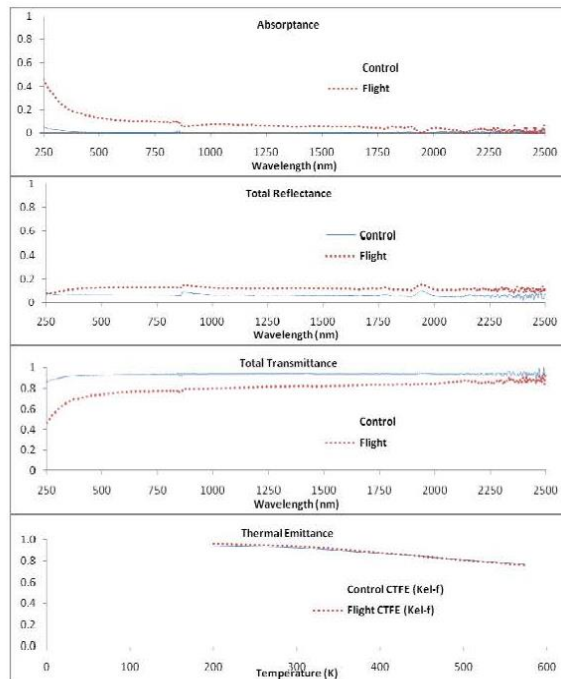 Absorptance
1
0.8
0.6
0.4
0.2
0
Control
Flight
250 500 750 1000 1250 1500 1750 2000 2250 2500
Wavelength (nm)
Total Reflectance
1
0.8
0.6
0.4
0.2
0
Control
Flight
250 500 750 1000 1250 1500 1750 2000 2250 2500
Wavelength (nm)
Total Transmittance
1
0.8
0.6
0.4
0.2
0
Control
Flight
250 500 750 1000 1250 1500 1750 2000 2250 2500
Wavelength (nm)
Thermal Emittance
1.0
0.8
0.6
0.4
0.2
0.0
Control CTFE (Kel-f)
Flight CTFE (Kel-f)
0 100 200 300 400 500 600
Temperature (K)